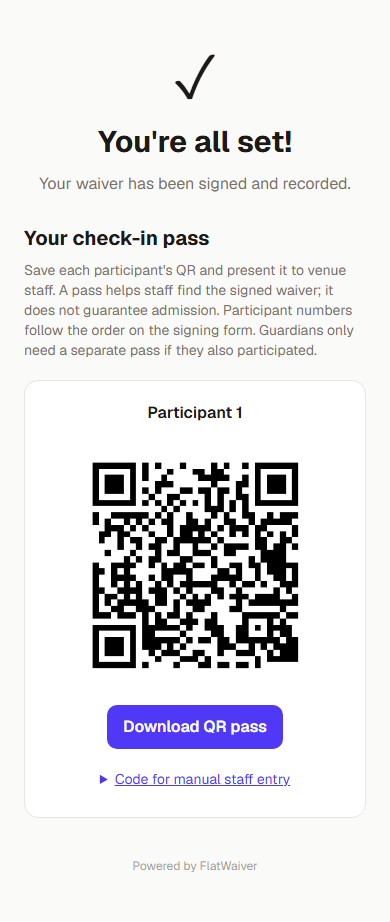 You're all set!
Your waiver has been signed and recorded.
Your check-in pass
Save each participant's QR and present it to venue
staff. A pass helps staff find the signed waiver; it
does not guarantee admission. Participant numbers
follow the order on the signing form. Guardians only
need a separate pass if they also participated.
Participant 1
Download QR pass
Code for manual staff entry
Powered by FlatWaiver